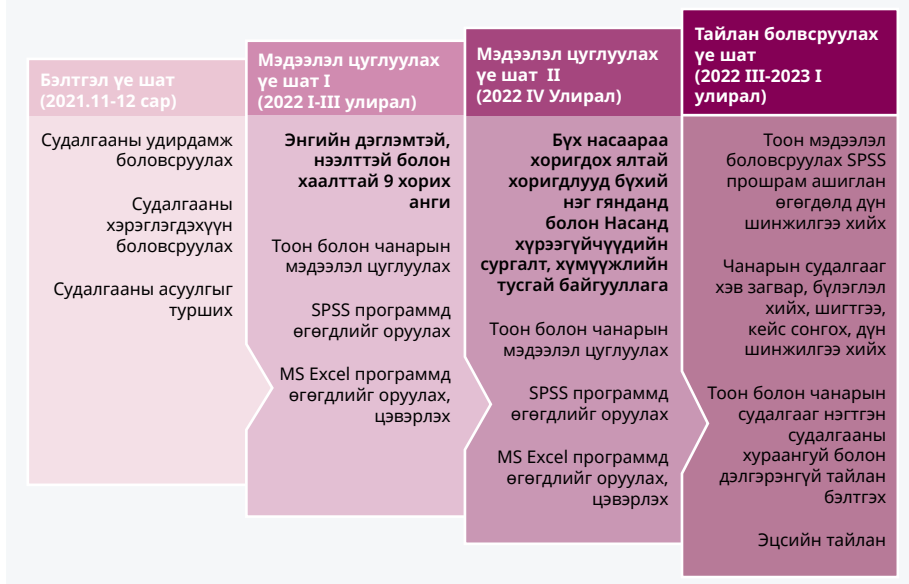 Бэлтгэл үе шат
(2021.11-12 сар)
Судалгааны удирдамж
боловсруулах
Судалгааны
хэрэглэгдэхүүн
боловсруулах
Судалгааны асуулгыг
турших
Мэдээлэл цуглуулах
үе шат I
(2022 I-III улирал)
Энгийн дэглэмтэй,
нээлттэй болон
хаалттай 9 хорих
анги
Тоон болон чанарын
мэдээлэл цуглуулах
SPSS программд
өгөгдлийг оруулах
MS Excel программд
өгөгдлийг оруулах,
цэвэрлэх
Мэдээлэл цуглуулах
үе шат II
(2022 IV Улирал)
Бүх насаараа
хоригдох ялтай
хоригдлууд бүхий
нэг гянданд
болон Насанд
хүрээгүйчүүдийн
сургалт, хүмүүжлийн
тусгай байгууллага
Тоон болон чанарын
мэдээлэл цуглуулах
SPSS программд
өгөгдлийг оруулах
MS Excel программд
өгөгдлийг оруулах,
цэвэрлэх
Тайлан болвсруулах
үе шат
(2022 III-2023 I
улирал)
Тоон мэдээлэл
боловсруулах SPSS
прошрам ашиглан
өгөгдөлд дүн
шинжилгээ хийх
Чанарын судалгааг
хэв загвар, бүлэглэл
хийх, шигтгээ,
кейс сонгох, дүн
шинжилгээ хийх
Тоон болон чанарын
судалгааг нэгтгэн
судалгааны
хураангуй болон
дэлгэрэнгүй тайлан
бэлтгэх
Эцсийн тайлан